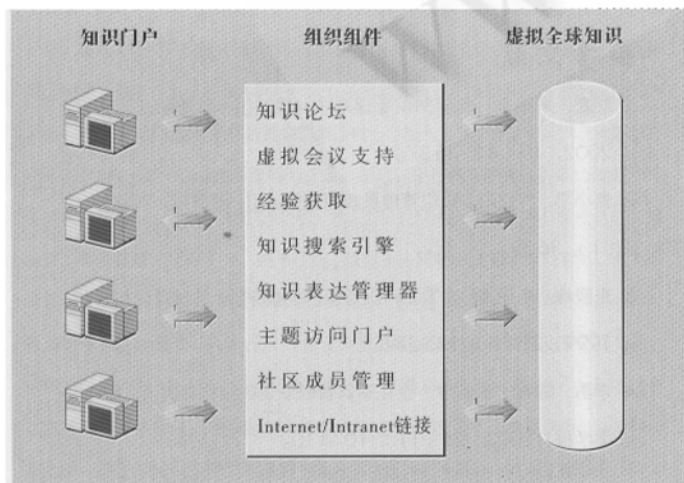 知识门户 组织组件 虚拟全球知识
知识论坛
虚拟会议支持
经验获取
知识搜索引擎
知识表达管理器
主题访问门户
社区成员管理
Internet/Intranet链接